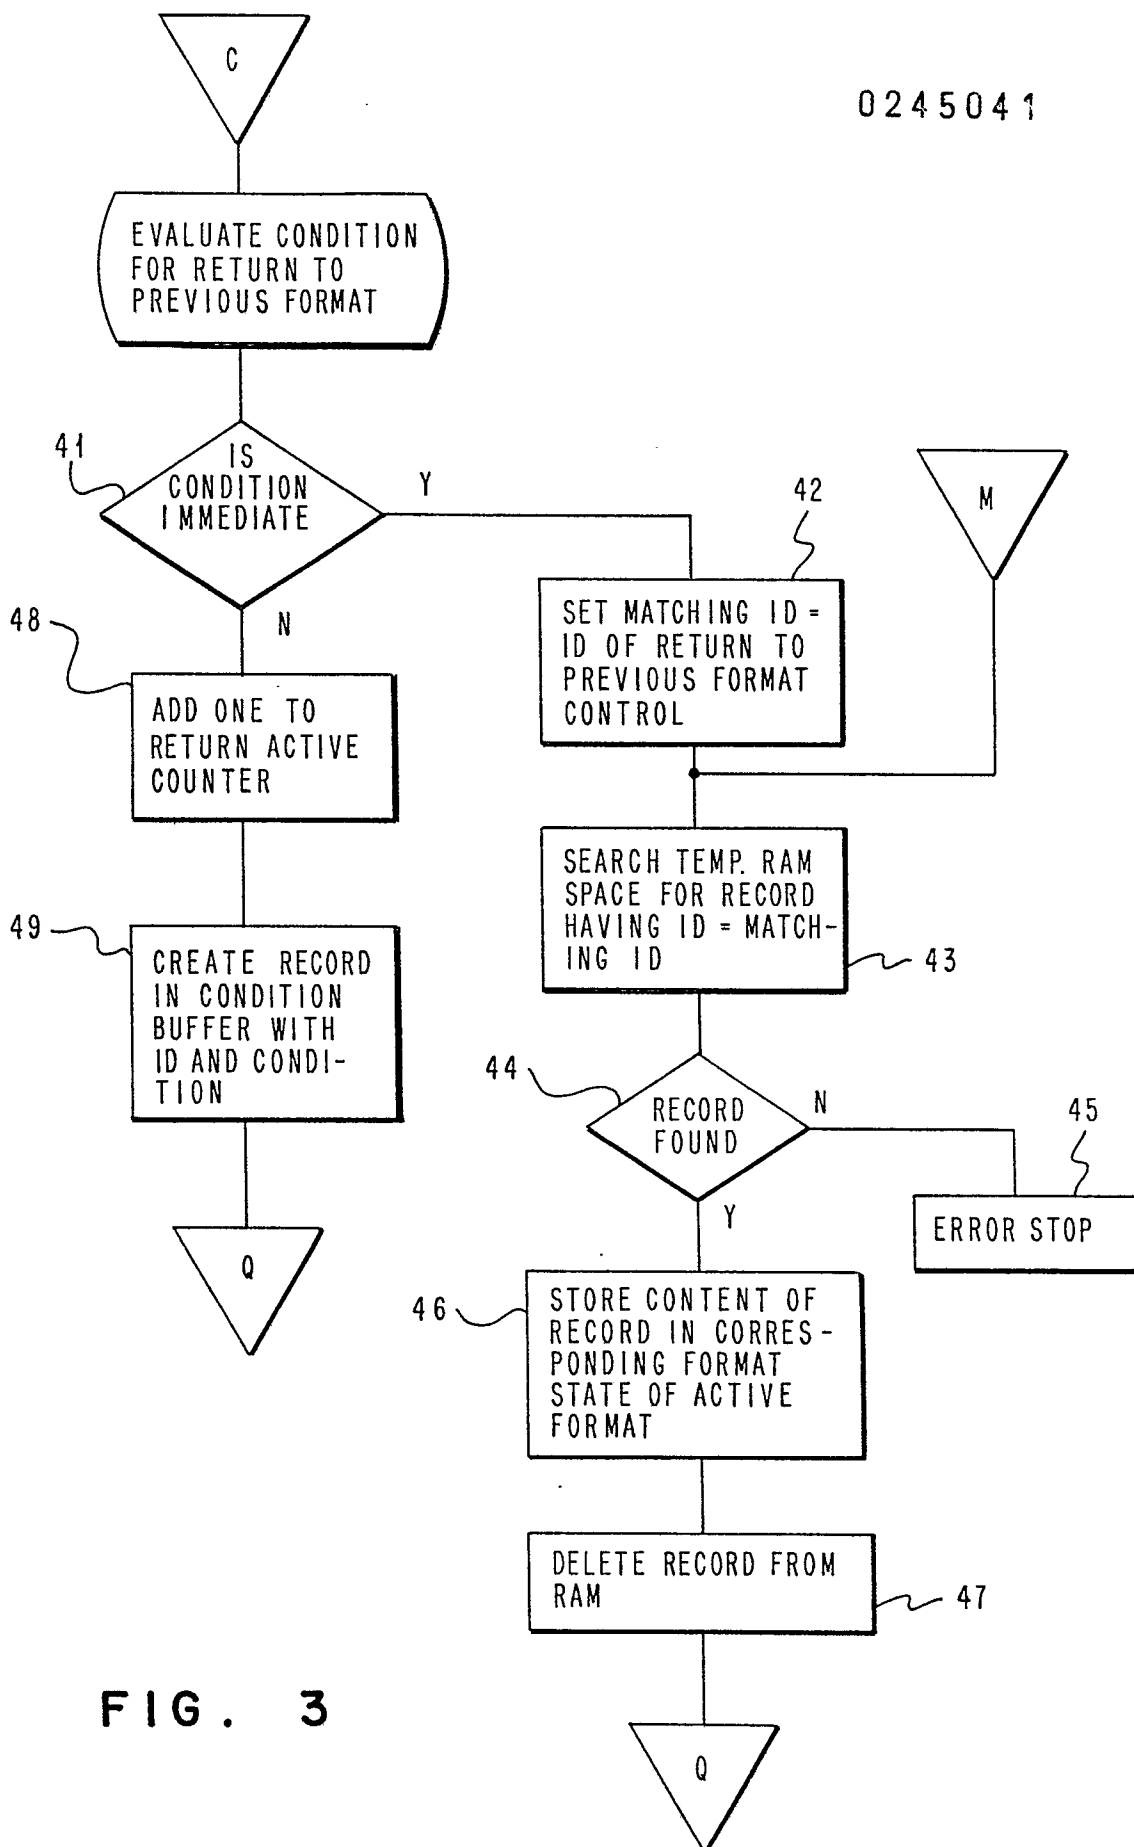 C
0245041
EVALUATE CONDITION
FOR RETURN TO
PREVIOUS FORMAT
41
IS
CONDITION
IMMEDIATE
Y
N
42
M
SET MATCHING ID =
ID OF RETURN TO
PREVIOUS FORMAT
CONTROL
48
ADD ONE TO
RETURN ACTIVE
COUNTER
SEARCH TEMP. RAM
SPACE FOR RECORD
HAVING ID = MATCH-
ING ID
43
49
CREATE RECORD
IN CONDITION
BUFFER WITH
ID AND CONDI-
TION
44
RECORD
FOUND
N
Y
45
ERROR STOP
Q
46
STORE CONTENT OF
RECORD IN CORRES-
PONDING FORMAT
STATE OF ACTIVE
FORMAT
DELETE RECORD FROM
RAM
47
Q
FIG. 3